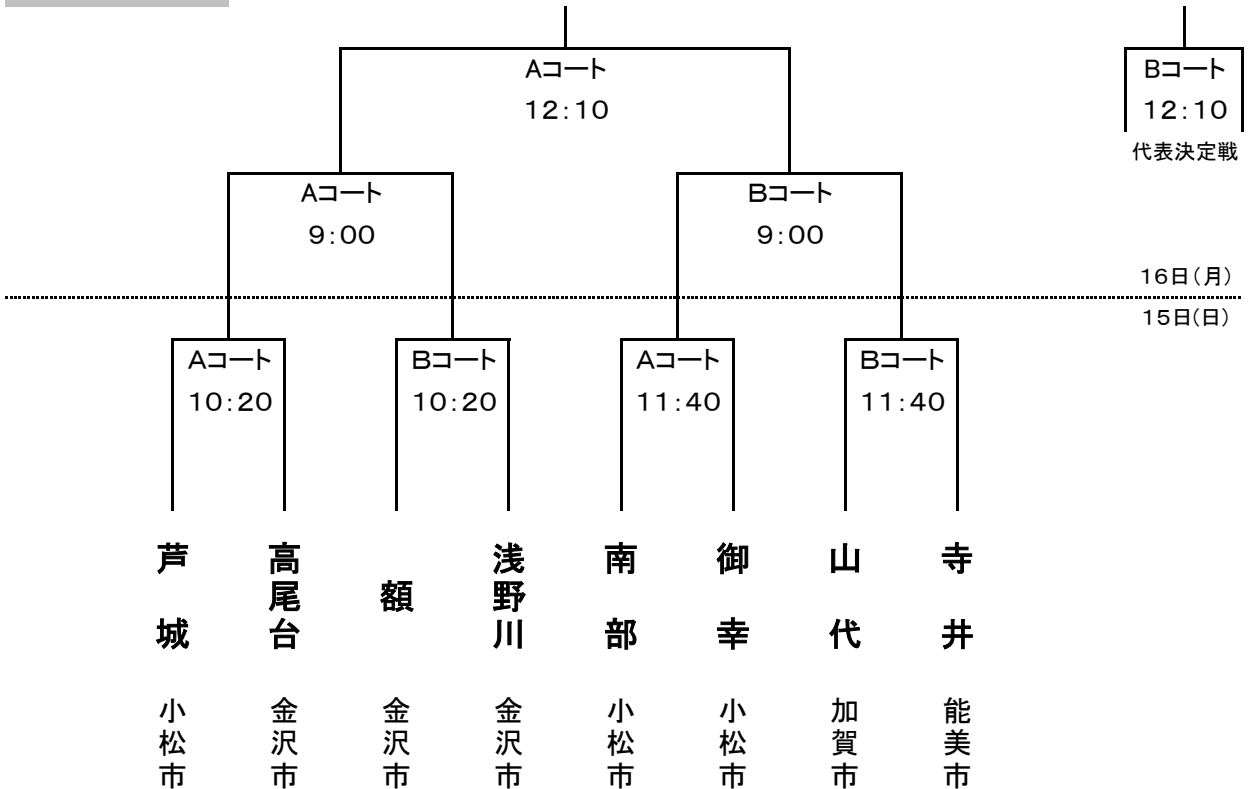 Aコート
12:10
Bコート
12:10
代表決定戦
Aコート
9:00
Bコート
9:00
16日(月)
15日(日)
Aコート
10:20
Bコート
10:20
Aコート
11:40
Bコート
11:40
芦城
高尾台
額
浅野川
南部
御幸
山代
寺井
小松市
金沢市
金沢市
金沢市
小松市
小松市
加賀市
能美市